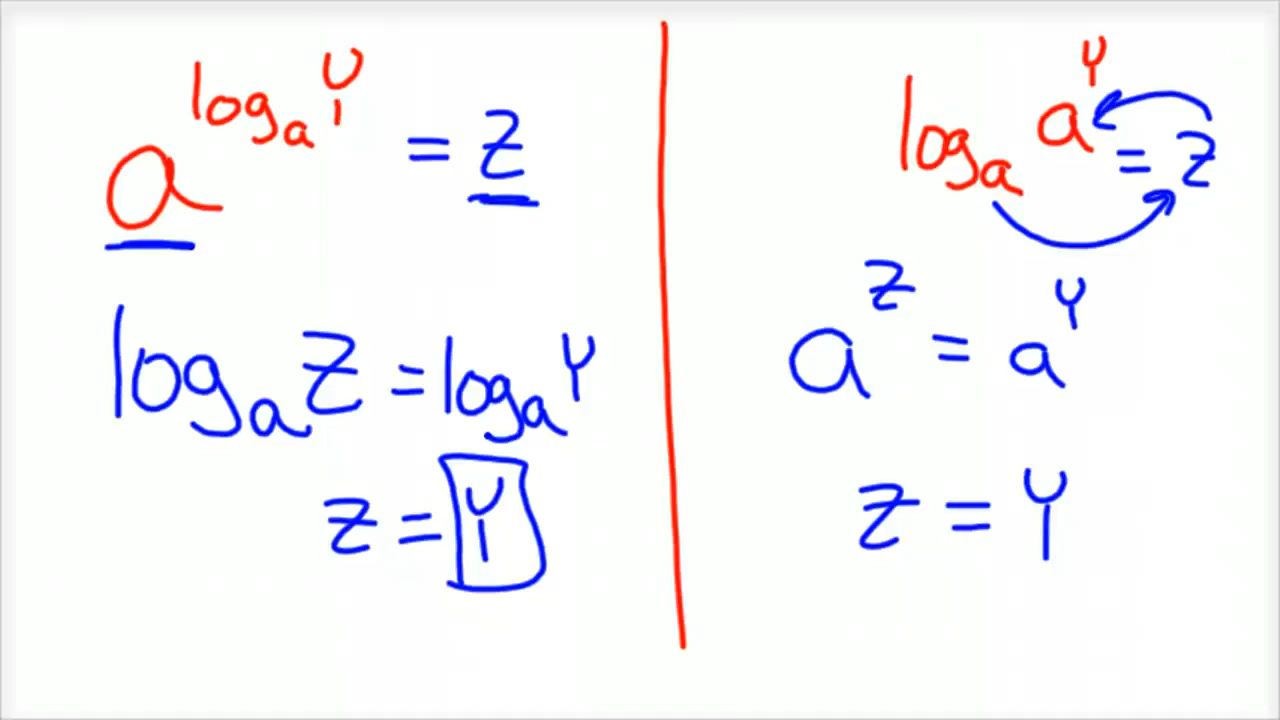 a^{log_a Y} = Z
log_a Z = log_a Y
Z = Y
log_a a^Y = Z
a^Z = a^Y
Z = Y